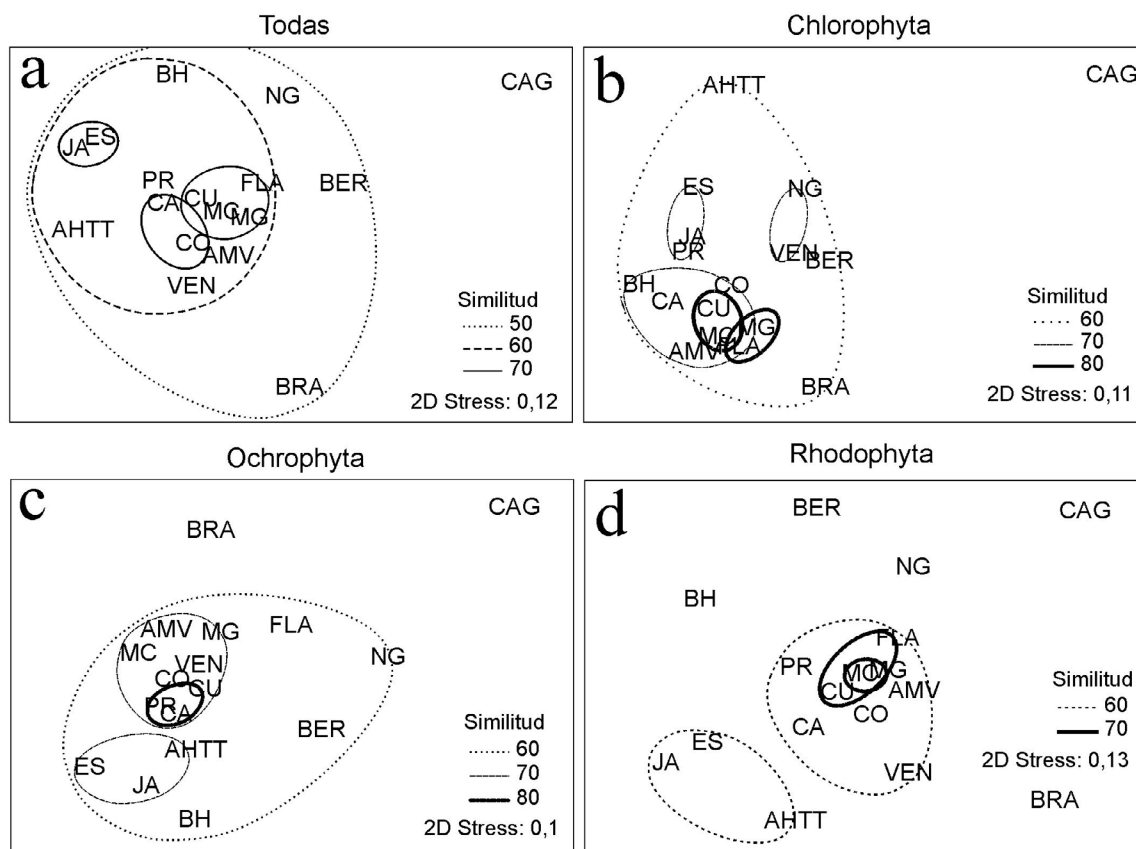 Todas
a
BH
CAG
NG
JA ES
PR
CU
FLA
BER
CA
MC
MG
AHTT
CO
AMV
VEN
BRA
Similitud
50
60
70
2D Stress: 0,12
Chlorophyta
b
AHTT
CAG
ES
NG
JA
PR
VEN
BER
BH
CO
CA
CU
MC
MG
AMV
FLA
BRA
Similitud
60
70
80
2D Stress: 0,11
Ochrophyta
c
CAG
BRA
AMV
MG
FLA
MC
VEN
NG
CO
CU
PR
CA
BER
AHTT
ES
JA
BH
Similitud
60
70
80
2D Stress: 0,1
Rhodophyta
d
BER
CAG
NG
BH
FLA
PR
MC
MG
CU
AMV
CA
CO
ES
JA
VEN
BRA
AHTT
Similitud
60
70
2D Stress: 0,13